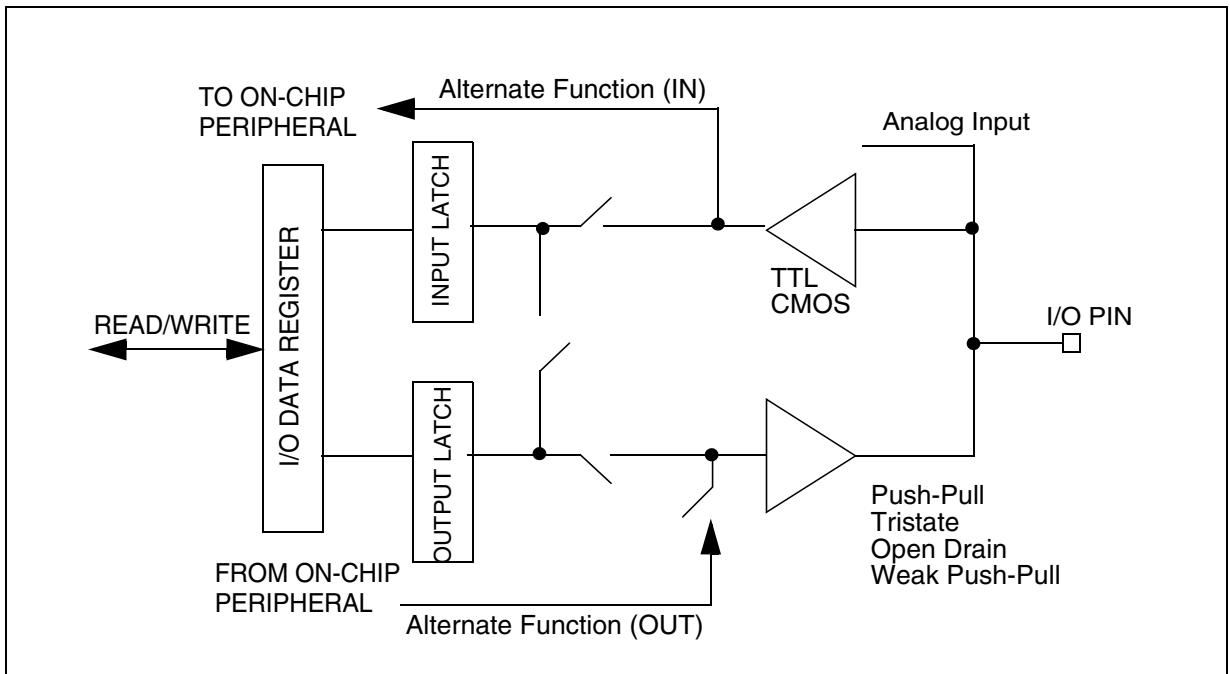 TO ON-CHIP
PERIPHERAL
Alternate Function (IN)
Analog Input
INPUT LATCH
I/O DATA REGISTER
TTL
CMOS
READ/WRITE
I/O PIN
OUTPUT LATCH
Push-Pull
Tristate
Open Drain
Weak Push-Pull
FROM ON-CHIP
PERIPHERAL
Alternate Function (OUT)